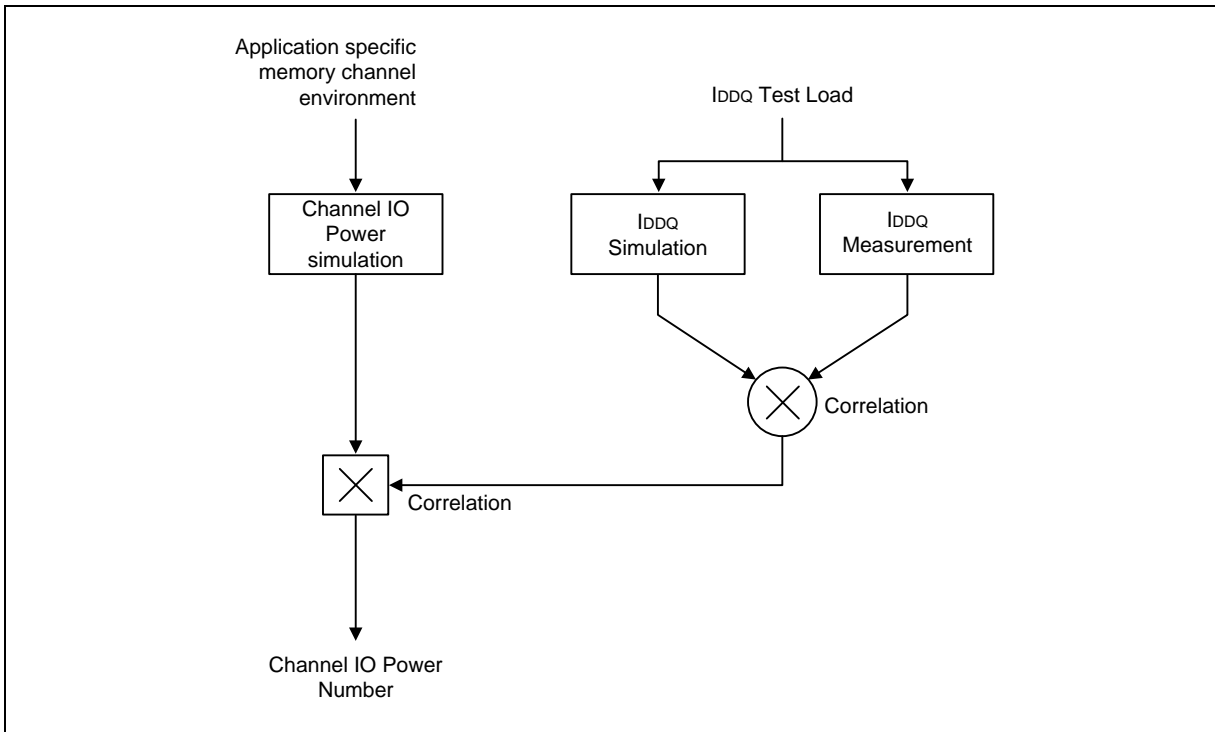 Application specific
memory channel
environment
IDDQ Test Load
Channel IO
Power
simulation
IDDQ
Simulation
IDDQ
Measurement
Correlation
Correlation
Channel IO Power
Number